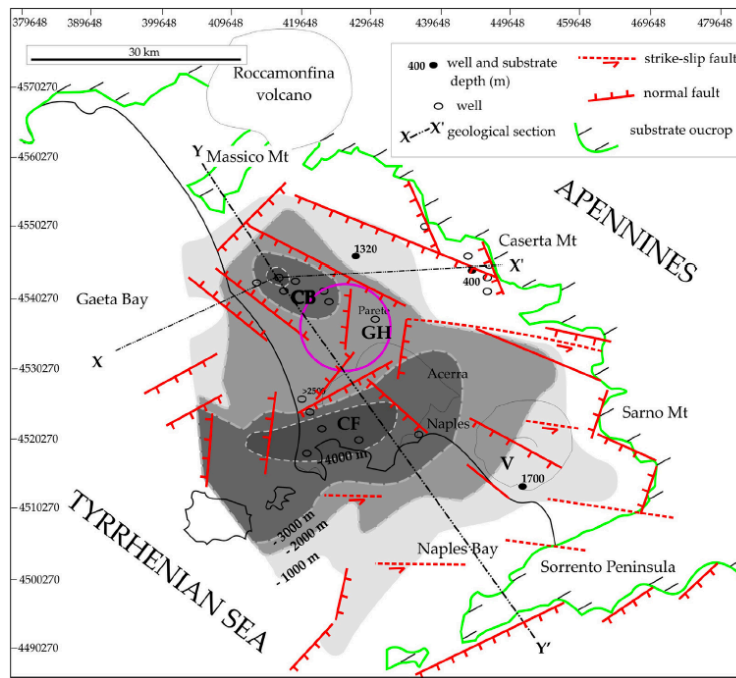 379648 389648 399648 409648 419648 429648 439648 449648 459648 469648 479648
30 km
Roccamonfina
volcano
400 well and substrate
depth (m)
well
X X' geological section
strike-slip fault
normal fault
substrate oucrop
4570270
4560270
4550270
4540270
4530270
4520270
4510270
4500270
4490270
Y
Massico Mt
APENNINES
1320
Caserta Mt
400
X'
Gaeta Bay
CB
Parete
GH
X
Acerra
>2500
CF
Naples
Sarno Mt
- 4000 m
V
1700
- 3000 m
- 2000 m
- 1000 m
TYRRHENIAN SEA
Naples Bay
Sorrento Peninsula
Y'